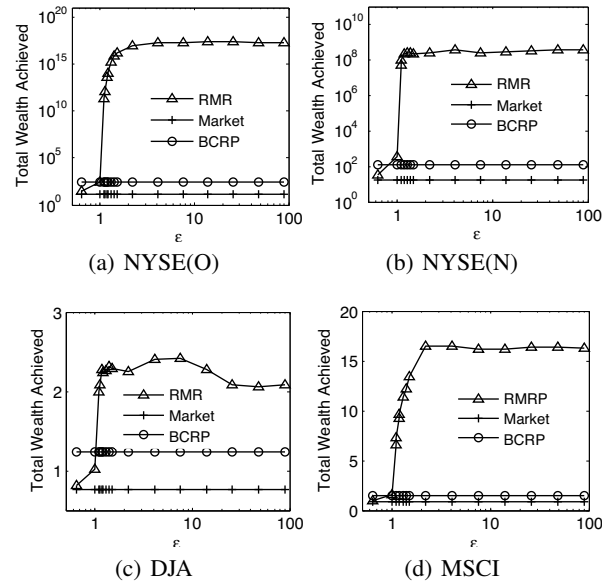 Total Wealth Achieved
10^20
10^15
10^10
10^5
10^0
RMR
Market
BCRP
1
10
100
ε
(a) NYSE(O)
Total Wealth Achieved
10^10
10^8
10^6
10^4
10^2
10^0
RMR
Market
BCRP
1
10
100
ε
(b) NYSE(N)
Total Wealth Achieved
3
2
1
RMR
Market
BCRP
1
10
100
ε
(c) DJA
Total Wealth Achieved
20
15
10
5
0
RMRP
Market
BCRP
1
10
100
ε
(d) MSCI